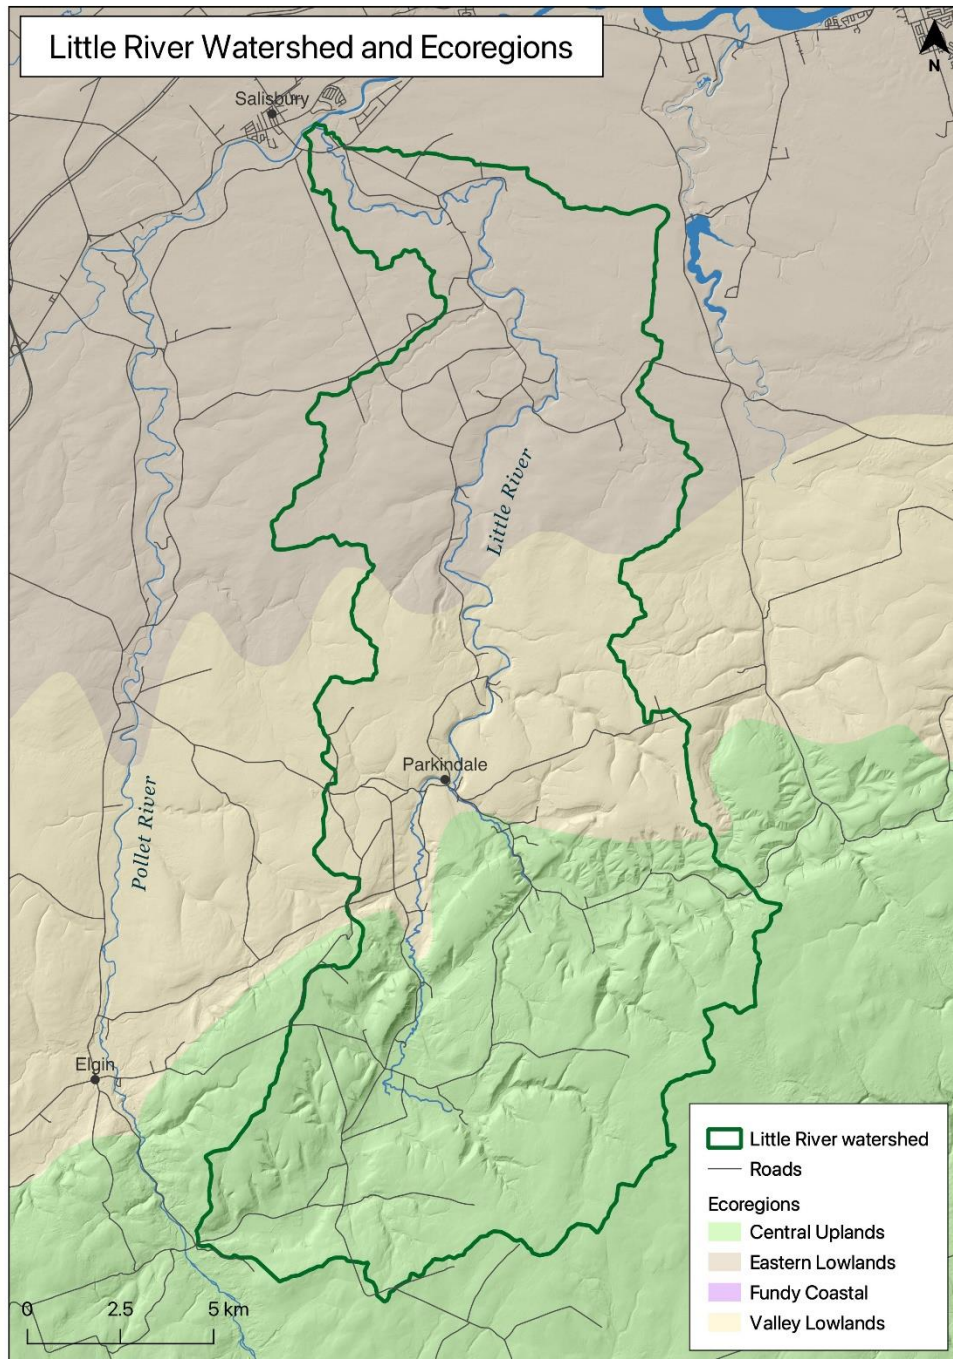 Little River Watershed and Ecoregions
N
Salisbury
Little River
Parkindale
Pollet River
Elgin
Little River watershed
Roads
Ecoregions
Central Uplands
Eastern Lowlands
Fundy Coastal
Valley Lowlands
0 2.5 5 km